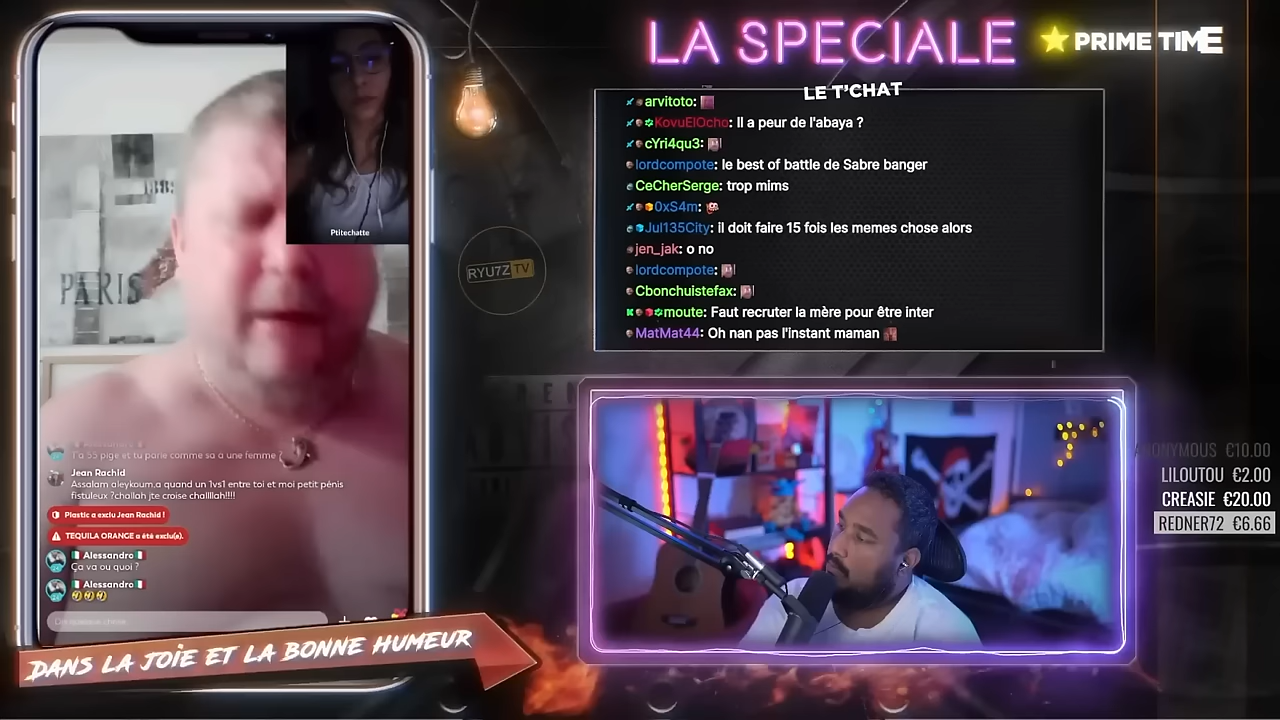 LA SPECIALE
PRIME TIME
LE T'CHAT
arvitoto:
KovuElOcho: Il a peur de l'abaya ?
cYri4qu3:
lordcompote: le best of battle de Sabre banger
CeCherSerge: trop mims
0xS4m:
Jul135City: il doit faire 15 fois les memes chose alors
jen_jak: o no
lordcompote:
Cbonchuistefax:
moute: Faut recruter la mère pour être inter
MatMat44: Oh nan pas l'instant maman
Ptitechatte
PARIS
RYU7Z TV
T'a 55 pige et tu parle comme sa à une femme ?
Jean Rachid
Assalam aleykoum,a quand un 1vs1 entre toi et moi petit pénis
fistuleux ?challah jte croise challllah!!!!
Plastic a exclu Jean Rachid !
TEQUILA ORANGE a été exclu(e).
Alessandro
Ça va ou quoi ?
Alessandro
DANS LA JOIE ET LA BONNE HUMEUR
ANONYMOUS €10.00
LILOUTOU €2.00
CREASIE €20.00
REDNER72 €6.66